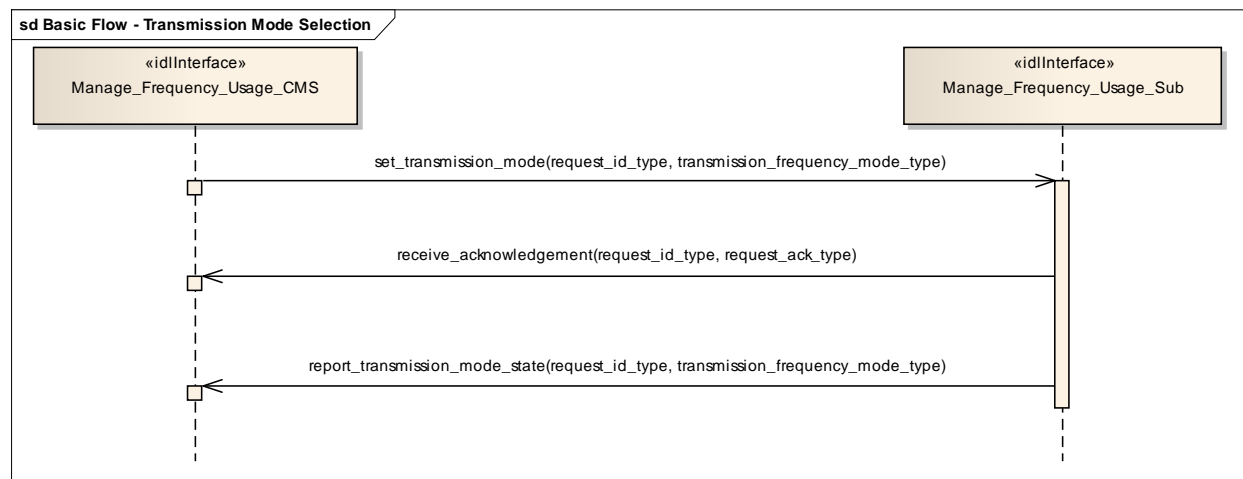 sd Basic Flow - Transmission Mode Selection
«idlInterface»
Manage_Frequency_Usage_CMS
«idlInterface»
Manage_Frequency_Usage_Sub
set_transmission_mode(request_id_type, transmission_frequency_mode_type)
receive_acknowledgement(request_id_type, request_ack_type)
report_transmission_mode_state(request_id_type, transmission_frequency_mode_type)